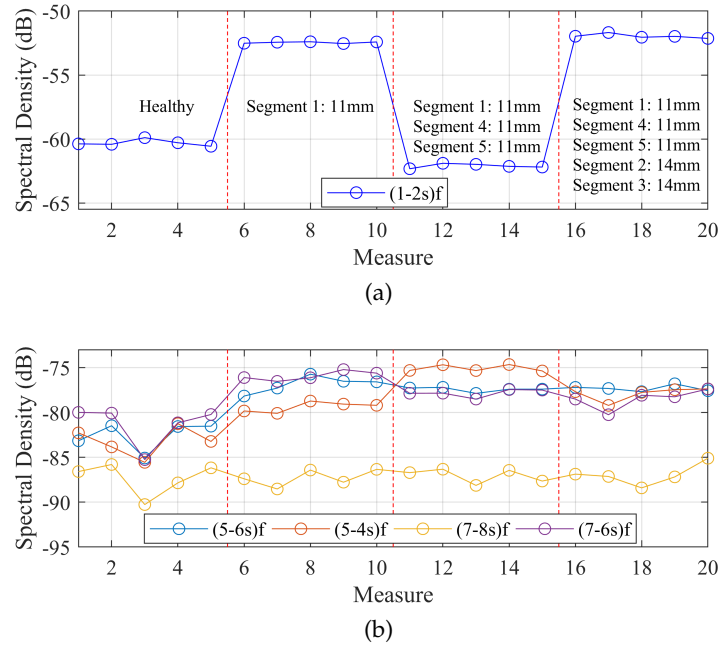 -50
-55
-60
-65
Spectral Density (dB)
Healthy
Segment 1: 11mm
Segment 1: 11mm
Segment 4: 11mm
Segment 5: 11mm
Segment 1: 11mm
Segment 4: 11mm
Segment 5: 11mm
Segment 2: 14mm
Segment 3: 14mm
(1-2s)f
2 4 6 8 10 12 14 16 18 20
Measure
(a)
-75
-80
-85
-90
-95
Spectral Density (dB)
(5-6s)f (5-4s)f (7-8s)f (7-6s)f
2 4 6 8 10 12 14 16 18 20
Measure
(b)